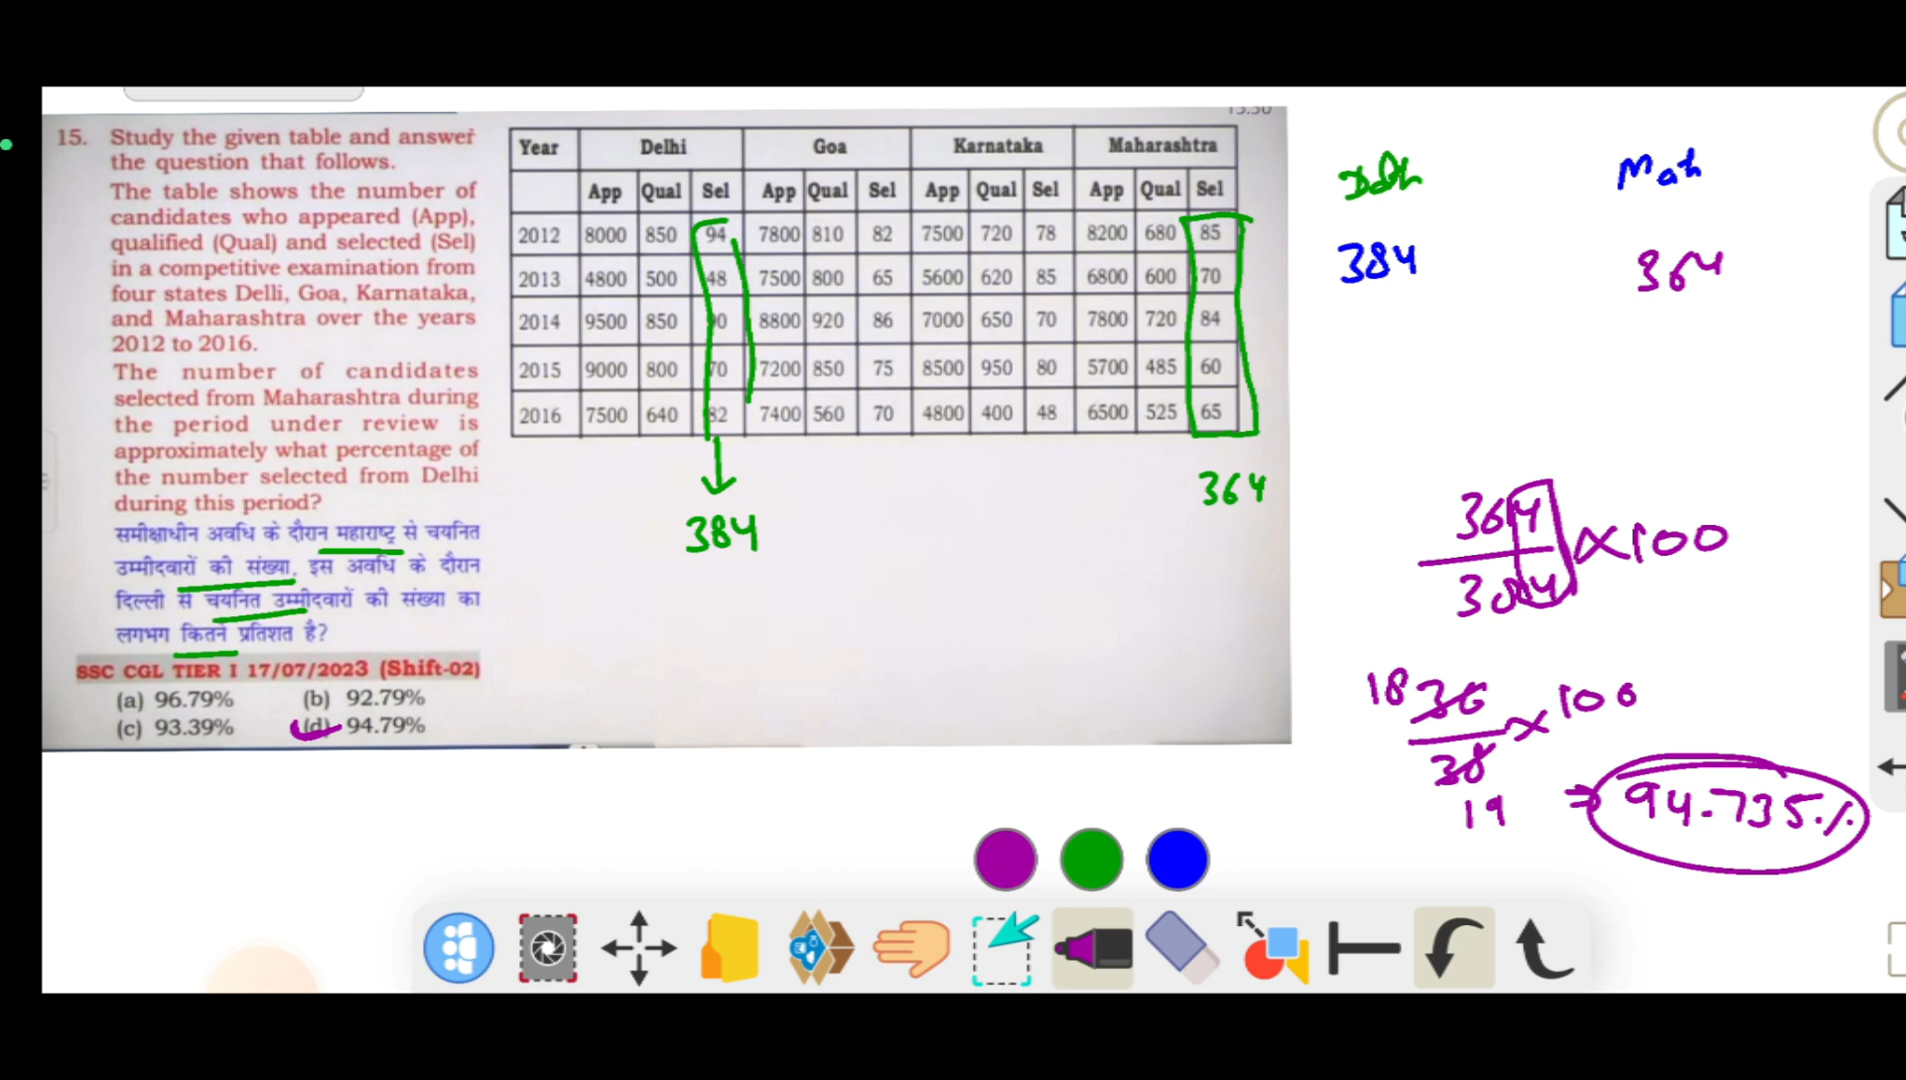 15.30
15. Study the given table and answer
the question that follows.
The table shows the number of
candidates who appeared (App),
qualified (Qual) and selected (Sel)
in a competitive examination from
four states Delli, Goa, Karnataka,
and Maharashtra over the years
2012 to 2016.
The number of candidates
selected from Maharashtra during
the period under review is
approximately what percentage of
the number selected from Delhi
during this period?
समीक्षाधीन अवधि के दौरान महाराष्ट्र से चयनित
उम्मीदवारों की संख्या, इस अवधि के दौरान
दिल्ली से चयनित उम्मीदवारों की संख्या का
लगभग कितने प्रतिशत है?
SSC CGL TIER I 17/07/2023 (Shift-02)
(a) 96.79% (b) 92.79%
(c) 93.39% (d) 94.79%
Year Delhi Goa Karnataka Maharashtra
App Qual Sel App Qual Sel App Qual Sel App Qual Sel
2012 8000 850 94 7800 810 82 7500 720 78 8200 680 85
2013 4800 500 48 7500 800 65 5600 620 85 6800 600 70
2014 9500 850 90 8800 920 86 7000 650 70 7800 720 84
2015 9000 800 70 7200 850 75 8500 950 80 5700 485 60
2016 7500 640 82 7400 560 70 4800 400 48 6500 525 65
384 364
Delh Mah
384 364
364
384 ×100
18 36
38 ×100
19
⇒ 94.735%